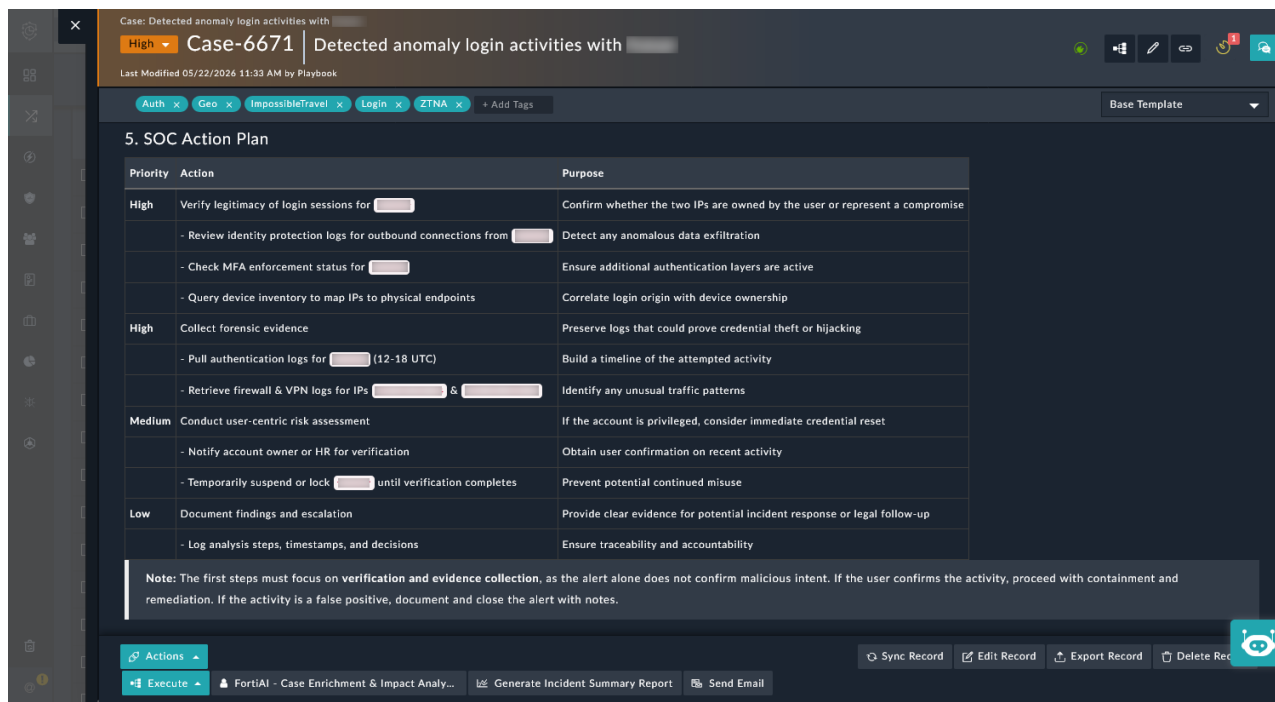 Case: Detected anomaly login activities with
High Case-6671 Detected anomaly login activities with
1
Last Modified 05/22/2026 11:33 AM by Playbook
Auth x Geo x ImpossibleTravel x Login x ZTNA x + Add Tags
Base Template
5. SOC Action Plan
Priority Action Purpose
High Verify legitimacy of login sessions for Confirm whether the two IPs are owned by the user or represent a compromise
- Review identity protection logs for outbound connections from Detect any anomalous data exfiltration
- Check MFA enforcement status for Ensure additional authentication layers are active
- Query device inventory to map IPs to physical endpoints Correlate login origin with device ownership
High Collect forensic evidence Preserve logs that could prove credential theft or hijacking
- Pull authentication logs for (12-18 UTC) Build a timeline of the attempted activity
- Retrieve firewall & VPN logs for IPs & Identify any unusual traffic patterns
Medium Conduct user-centric risk assessment If the account is privileged, consider immediate credential reset
- Notify account owner or HR for verification Obtain user confirmation on recent activity
- Temporarily suspend or lock until verification completes Prevent potential continued misuse
Low Document findings and escalation Provide clear evidence for potential incident response or legal follow-up
- Log analysis steps, timestamps, and decisions Ensure traceability and accountability
Note: The first steps must focus on verification and evidence collection, as the alert alone does not confirm malicious intent. If the user confirms the activity, proceed with containment and
remediation. If the activity is a false positive, document and close the alert with notes.
Actions Sync Record Edit Record Export Record Delete Rec
Execute FortiAI - Case Enrichment & Impact Analy... Generate Incident Summary Report Send Email